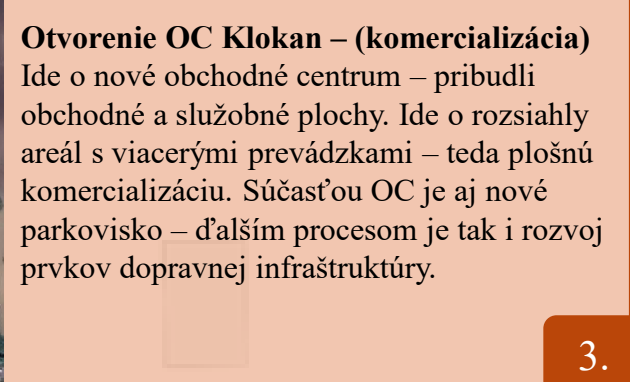 Otvorenie OC Klokan – (komercializácia)
Ide o nové obchodné centrum – pribudli
obchodné a služobné plochy. Ide o rozsiahly
areál s viacerými prevádzkami – teda plošnú
komercializáciu. Súčasťou OC je aj nové
parkovisko – ďalším procesom je tak i rozvoj
prvkov dopravnej infraštruktúry.
3.